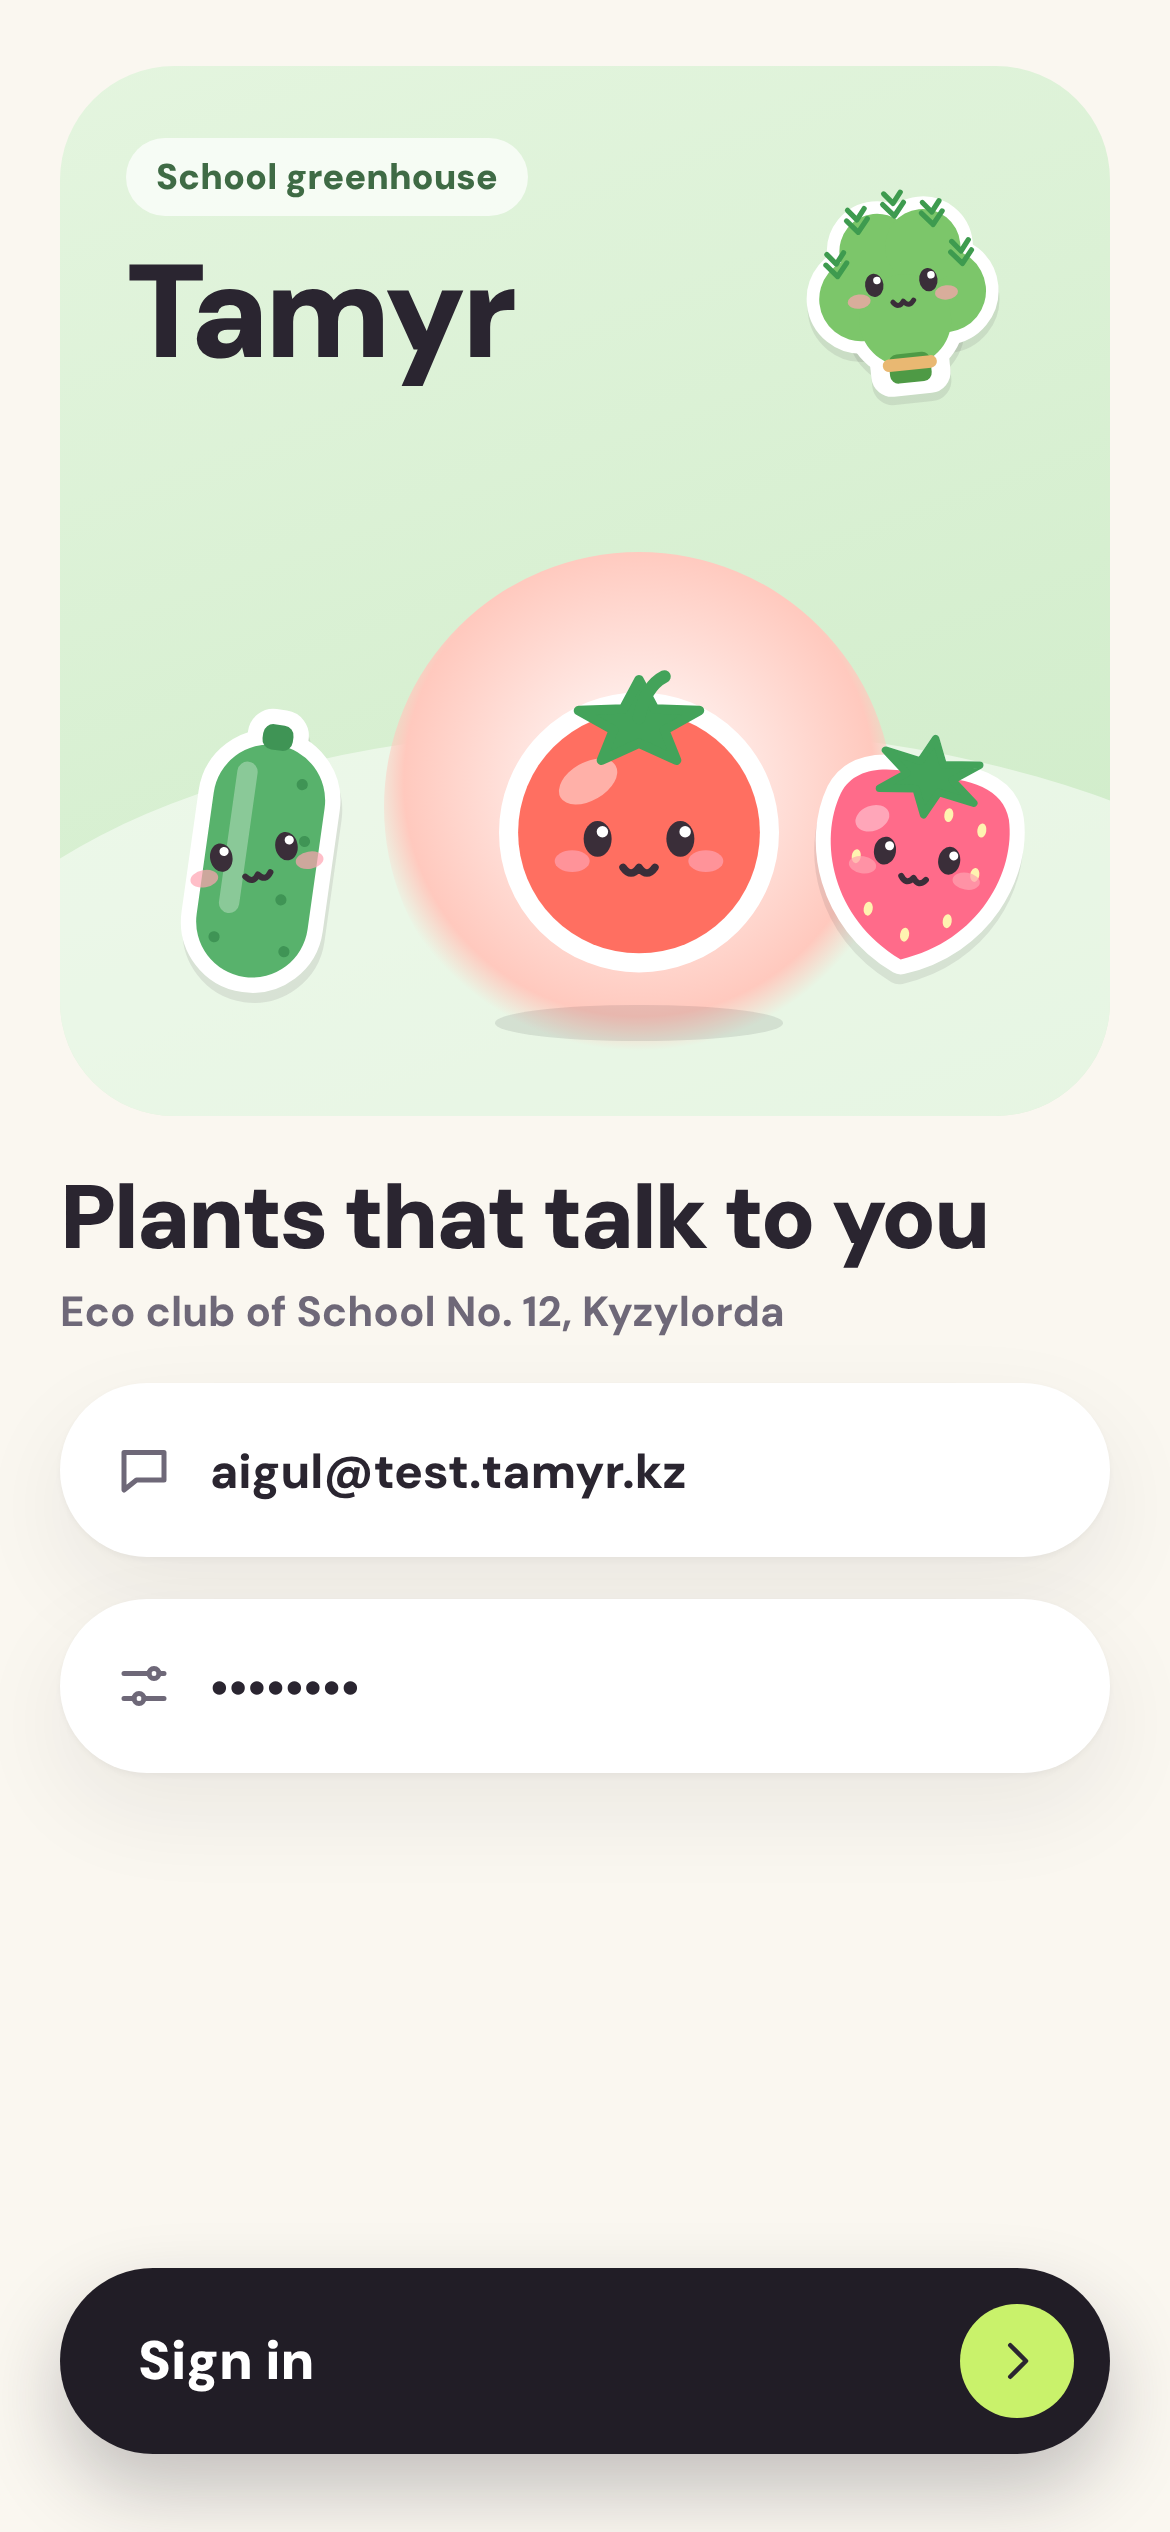 School greenhouse
Tamyr
Plants that talk to you
Eco club of School No. 12, Kyzylorda
aigul@test.tamyr.kz
••••••••
Sign in